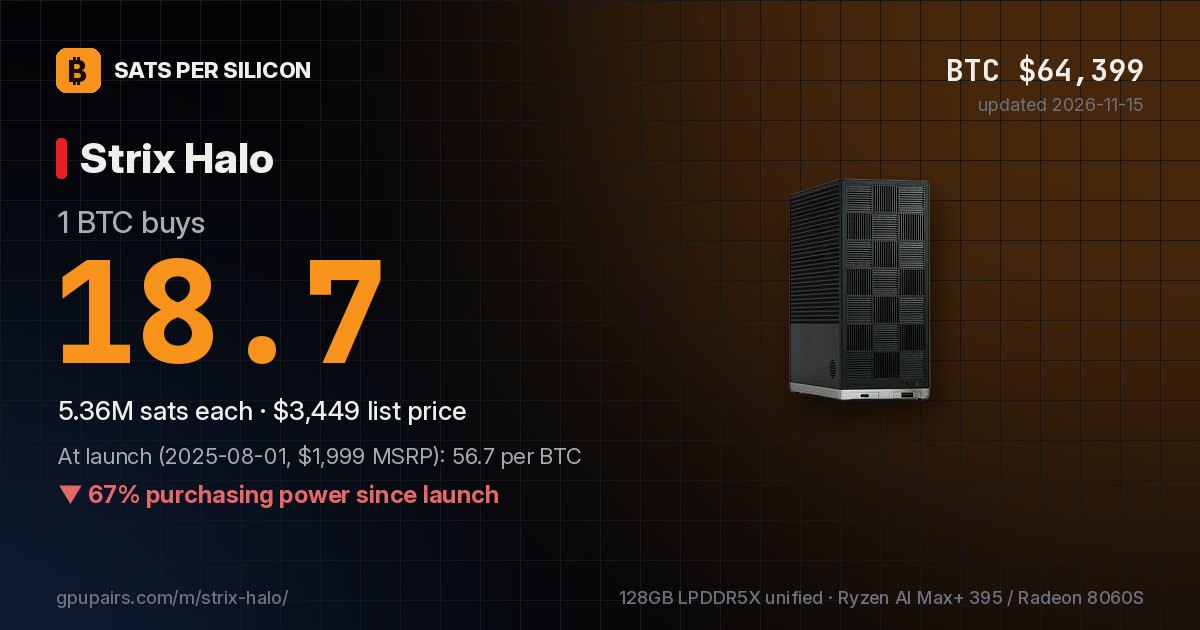 ₿ SATS PER SILICON
BTC $64,399
updated 2026-11-15
Strix Halo
1 BTC buys
18.7
5.36M sats each · $3,449 list price
At launch (2025-08-01, $1,999 MSRP): 56.7 per BTC
▼ 67% purchasing power since launch
gpupairs.com/m/strix-halo/
128GB LPDDR5X unified · Ryzen AI Max+ 395 / Radeon 8060S